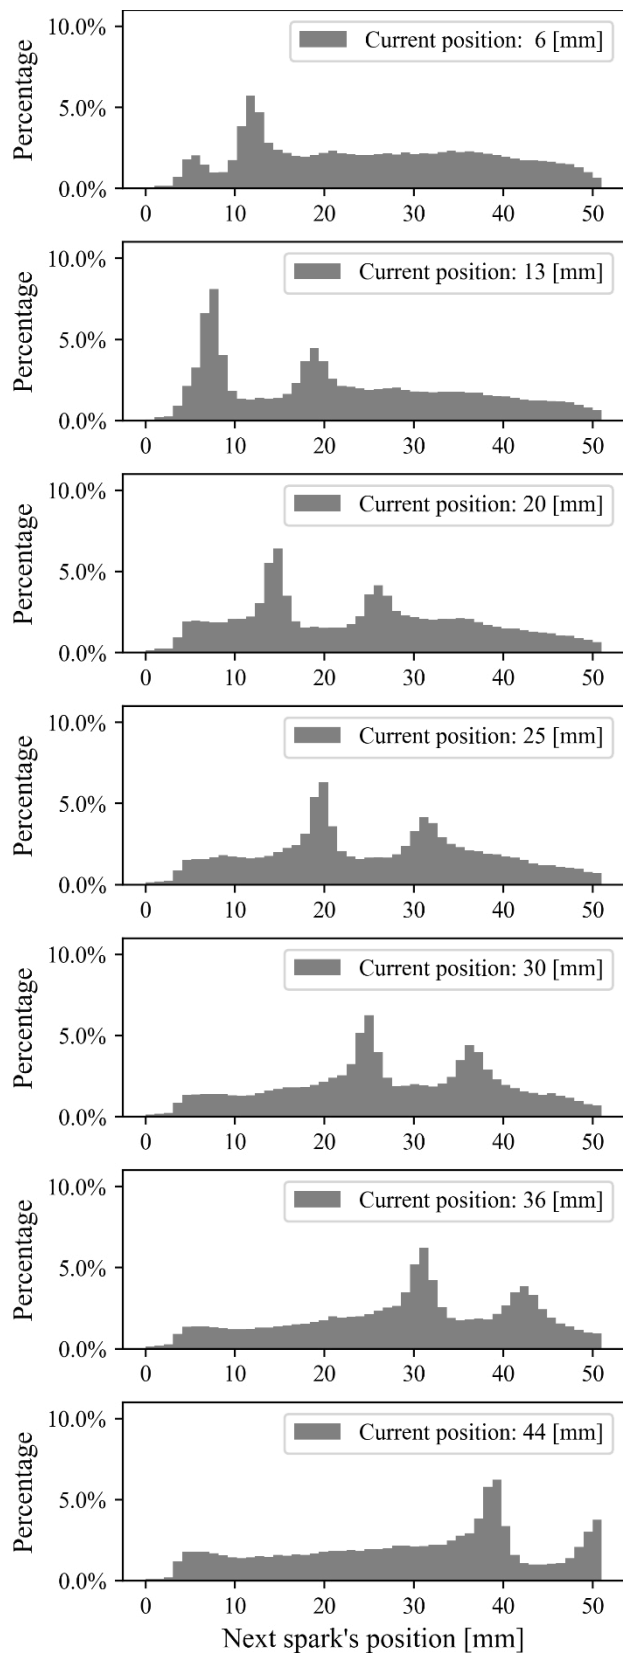 10.0%
Current position: 6 [mm]
Percentage
5.0%
0.0%
0 10 20 30 40 50
10.0%
Current position: 13 [mm]
Percentage
5.0%
0.0%
0 10 20 30 40 50
10.0%
Current position: 20 [mm]
Percentage
5.0%
0.0%
0 10 20 30 40 50
10.0%
Current position: 25 [mm]
Percentage
5.0%
0.0%
0 10 20 30 40 50
10.0%
Current position: 30 [mm]
Percentage
5.0%
0.0%
0 10 20 30 40 50
10.0%
Current position: 36 [mm]
Percentage
5.0%
0.0%
0 10 20 30 40 50
10.0%
Current position: 44 [mm]
Percentage
5.0%
0.0%
0 10 20 30 40 50
Next spark's position [mm]